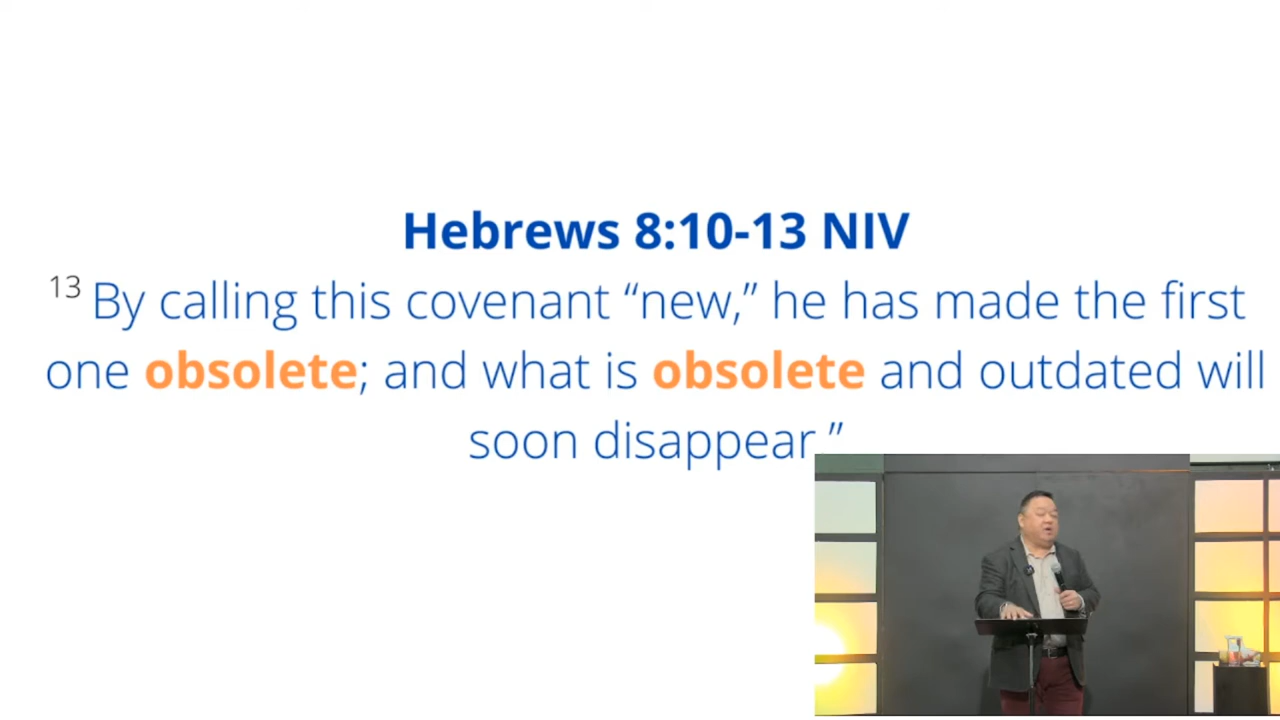 Hebrews 8:10-13 NIV
13 By calling this covenant “new,” he has made the first
one obsolete; and what is obsolete and outdated will
soon disappear.”